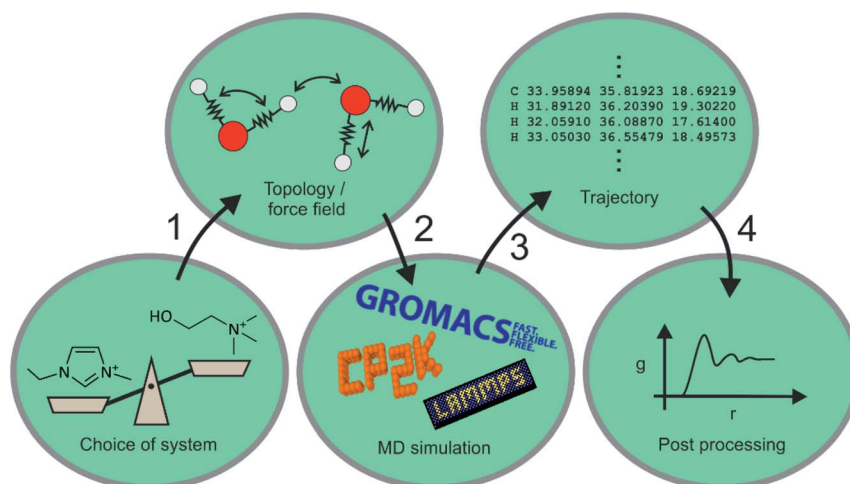 C 33.95894 35.81923 18.69219
H 31.89120 36.20390 19.30220
H 32.05910 36.08870 17.61400
H 33.05030 36.55479 18.49573
Topology /
force field
Trajectory
1
2
3
4
HO
N+
N
N+
Choice of system
GROMACS
FAST.
FLEXIBLE.
FREE.
CP2K
LAMMPS
MD simulation
g
r
Post processing